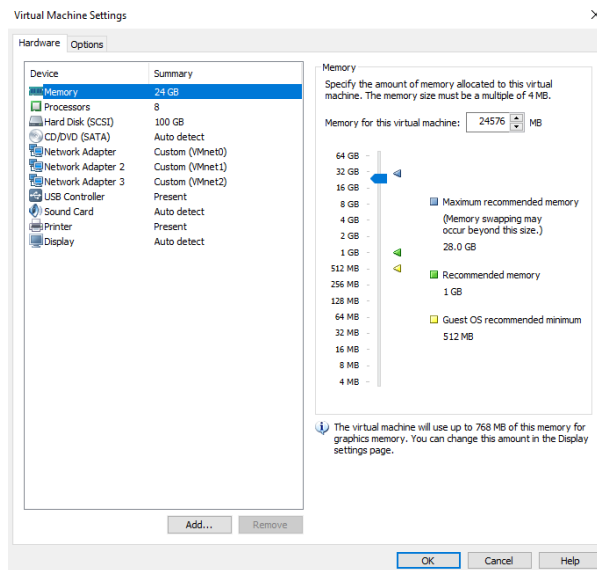 Virtual Machine Settings
Hardware Options
Device Summary
Memory 24 GB
Processors 8
Hard Disk (SCSI) 100 GB
CD/DVD (SATA) Auto detect
Network Adapter Custom (VMnet0)
Network Adapter 2 Custom (VMnet1)
Network Adapter 3 Custom (VMnet2)
USB Controller Present
Sound Card Auto detect
Printer Present
Display Auto detect
Add... Remove
Memory
Specify the amount of memory allocated to this virtual
machine. The memory size must be a multiple of 4 MB.
Memory for this virtual machine: 24576 MB
64 GB
32 GB
16 GB
8 GB
4 GB
2 GB
1 GB
512 MB
256 MB
128 MB
64 MB
32 MB
16 MB
8 MB
4 MB
Maximum recommended memory
(Memory swapping may
occur beyond this size.)
28.0 GB
Recommended memory
1 GB
Guest OS recommended minimum
512 MB
The virtual machine will use up to 768 MB of this memory for
graphics memory. You can change this amount in the Display
settings page.
OK Cancel Help